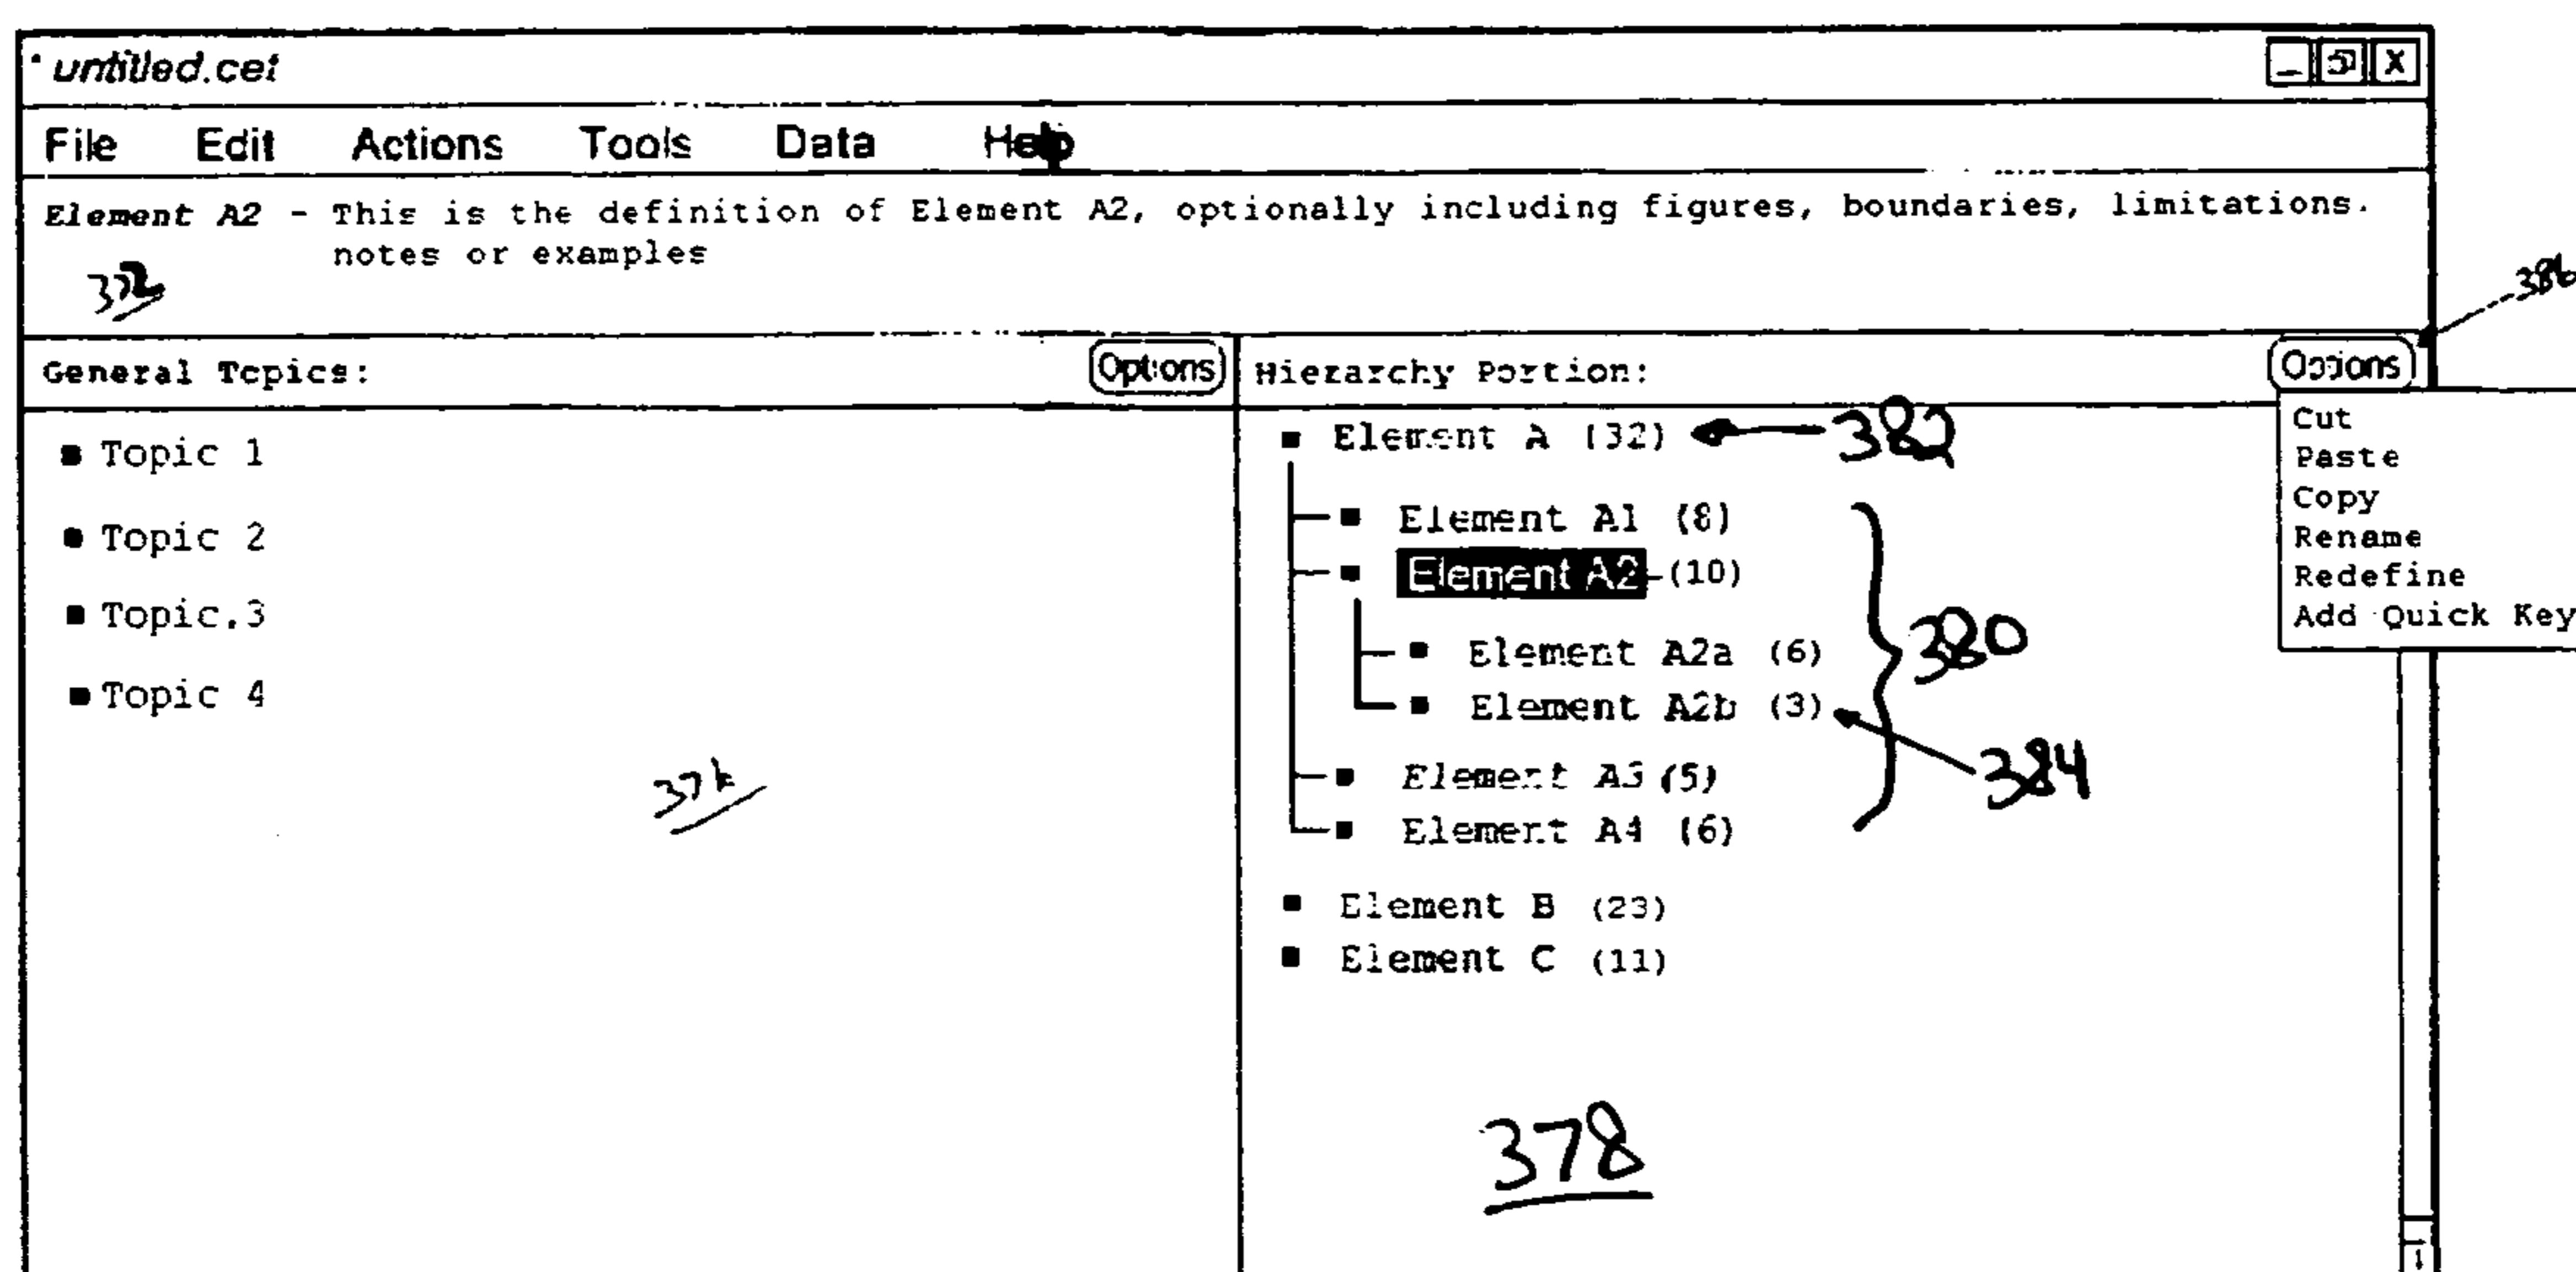 untitled.cet
File Edit Actions Tools Data Help
Element A2 - This is the definition of Element A2, optionally including figures, boundaries, limitations.
notes or examples
372
386
General Topics: Options
Topic 1
Topic 2
Topic.3
Topic 4
Hierarchy Portion: Options
Cut
Paste
Copy
Rename
Redefine
Add Quick Key
Element A (32) 382
Element A1 (8)
Element A2 (10)
380
Element A2a (6)
Element A2b (3)
384
Element A3 (5)
Element A4 (6)
Element B (23)
Element C (11)
378